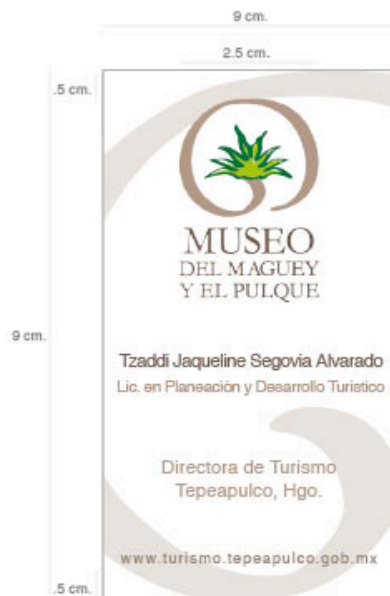 9 cm.
2.5 cm.
.5 cm.
MUSEO
DEL MAGUEY
Y EL PULQUE
9 cm.
Tzaddi Jaqueline Segovia Alvarado
Lic. en Planeación y Desarrollo Turistico
Directora de Turismo
Tepeapulco, Hgo.
www.turismo.tepeapulco.gob.mx
.5 cm.